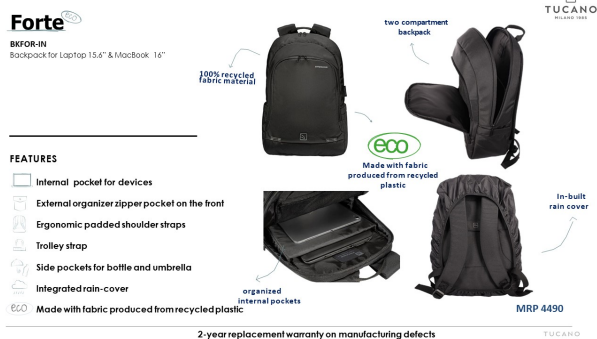 Forte eco
TUCANO
MILANO 1985
BKFOR-IN
Backpack for Laptop 15.6" & MacBook 16"
two compartment
backpack
100% recycled
fabric material
eco
Made with fabric
produced from recycled
plastic
FEATURES
Internal pocket for devices
External organizer zipper pocket on the front
Ergonomic padded shoulder straps
Trolley strap
Side pockets for bottle and umbrella
Integrated rain-cover
eco Made with fabric produced from recycled plastic
In-built
rain cover
organized
internal pockets
MRP 4490
2-year replacement warranty on manufacturing defects
TUCANO